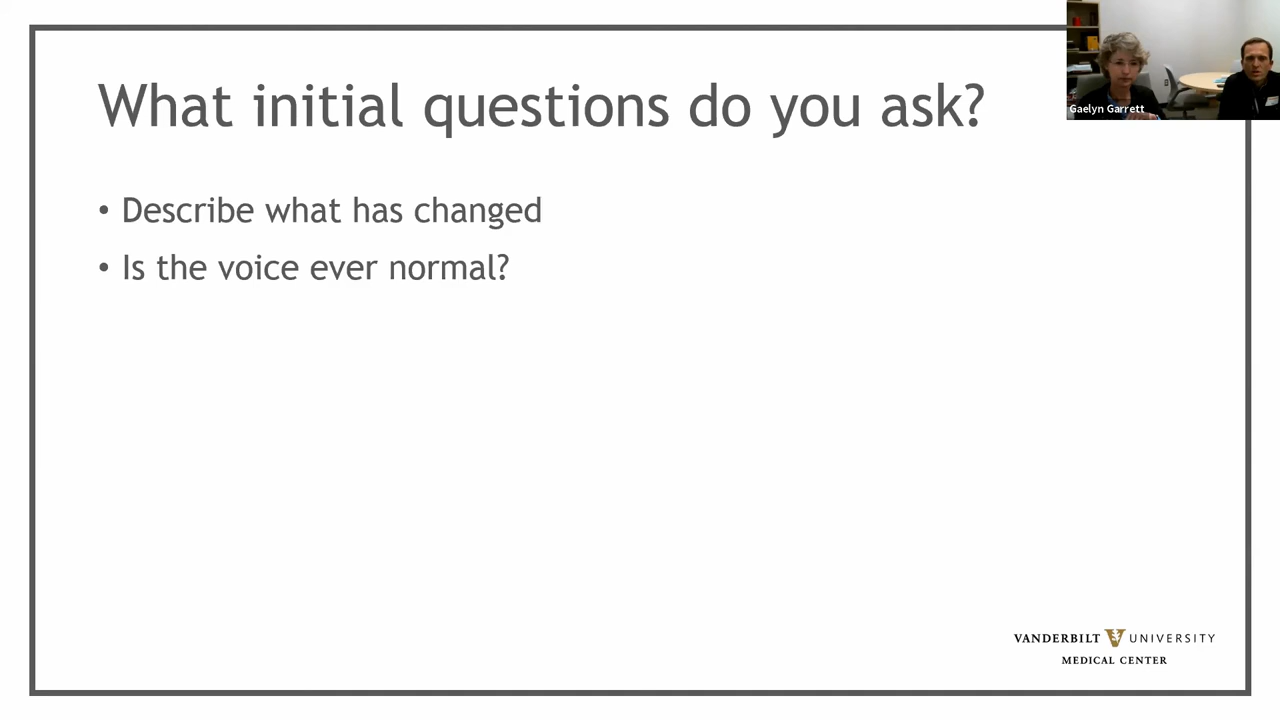 What initial questions do you ask?
Gaelyn Garrett
• Describe what has changed
• Is the voice ever normal?
VANDERBILT V UNIVERSITY
MEDICAL CENTER